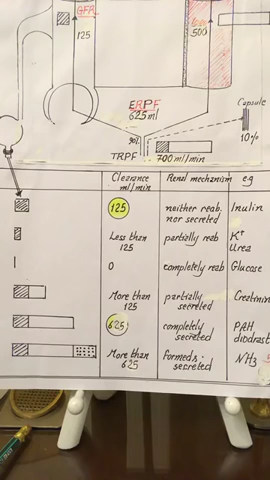 GFR
125
500
ERPF
625 ml
90%
TRPF
700 ml/min
Capsule
10%
Clearance ml/min
Renal mechanism
e.g
125
neither reab. nor secreted
Inulin
Less than 125
partially reab
K+
Urea
0
completely reab
Glucose
More than 125
partially secreted
Creatinin
625
completely secreted
PAH
diodrast
More than 625
formed & secreted
NH3